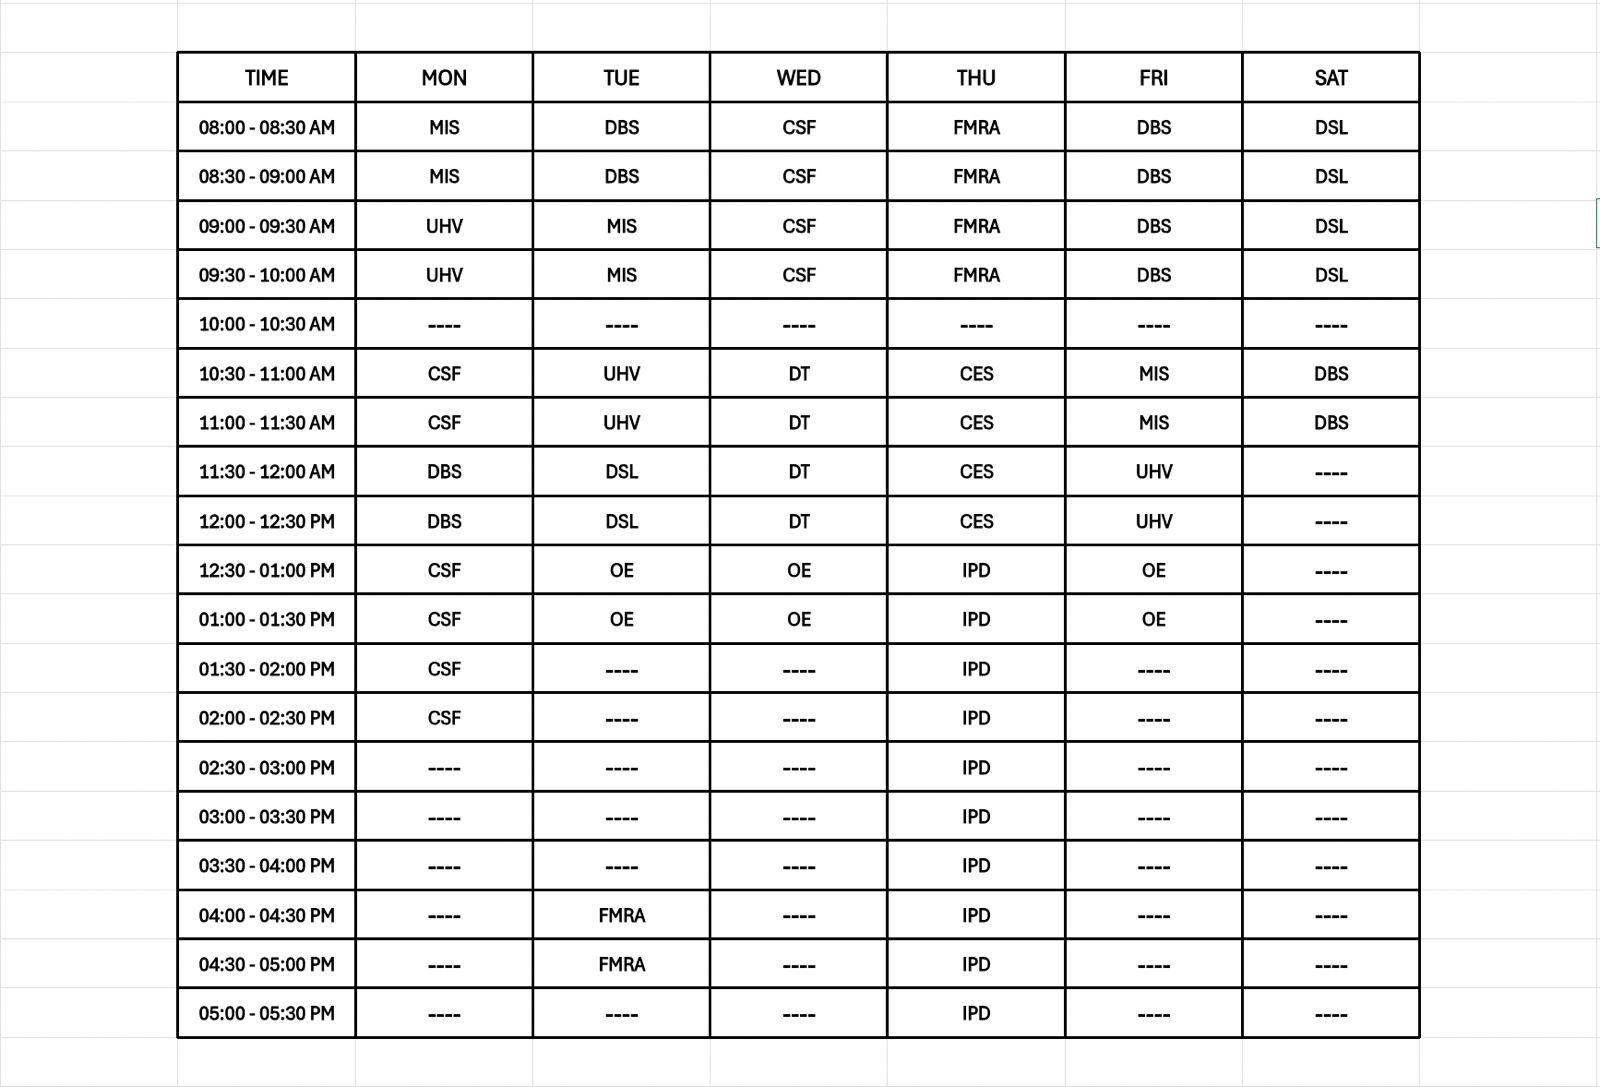 TIME MON TUE WED THU FRI SAT
08:00 - 08:30 AM MIS DBS CSF FMRA DBS DSL
08:30 - 09:00 AM MIS DBS CSF FMRA DBS DSL
09:00 - 09:30 AM UHV MIS CSF FMRA DBS DSL
09:30 - 10:00 AM UHV MIS CSF FMRA DBS DSL
10:00 - 10:30 AM ---- ---- ---- ---- ---- ----
10:30 - 11:00 AM CSF UHV DT CES MIS DBS
11:00 - 11:30 AM CSF UHV DT CES MIS DBS
11:30 - 12:00 AM DBS DSL DT CES UHV ----
12:00 - 12:30 PM DBS DSL DT CES UHV ----
12:30 - 01:00 PM CSF OE OE IPD OE ----
01:00 - 01:30 PM CSF OE OE IPD OE ----
01:30 - 02:00 PM CSF ---- ---- IPD ---- ----
02:00 - 02:30 PM CSF ---- ---- IPD ---- ----
02:30 - 03:00 PM ---- ---- ---- IPD ---- ----
03:00 - 03:30 PM ---- ---- ---- IPD ---- ----
03:30 - 04:00 PM ---- ---- ---- IPD ---- ----
04:00 - 04:30 PM ---- FMRA ---- IPD ---- ----
04:30 - 05:00 PM ---- FMRA ---- IPD ---- ----
05:00 - 05:30 PM ---- ---- ---- IPD ---- ----